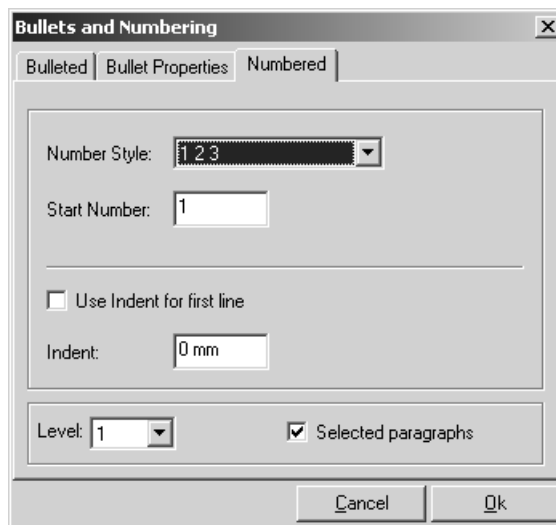 Bullets and Numbering
Bulleted Bullet Properties Numbered
Number Style: 1 2 3
Start Number: 1
Use Indent for first line
Indent: 0 mm
Level: 1 Selected paragraphs
Cancel Ok